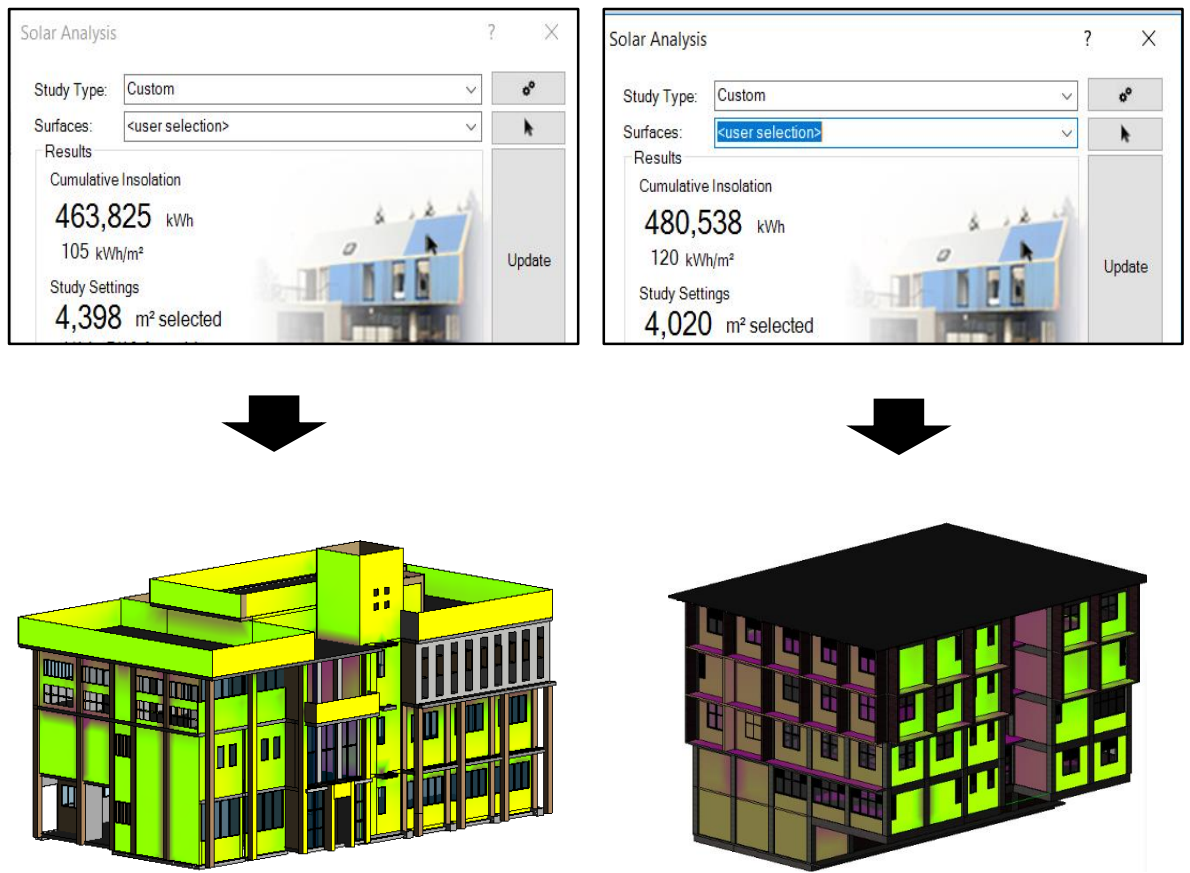 Solar Analysis ?
Study Type: Custom
Surfaces: <user selection>
Results
Cumulative Insolation
463,825 kWh
105 kWh/m²
Study Settings
4,398 m² selected
Update
Solar Analysis ?
Study Type: Custom
Surfaces: <user selection>
Results
Cumulative Insolation
480,538 kWh
120 kWh/m²
Study Settings
4,020 m² selected
Update